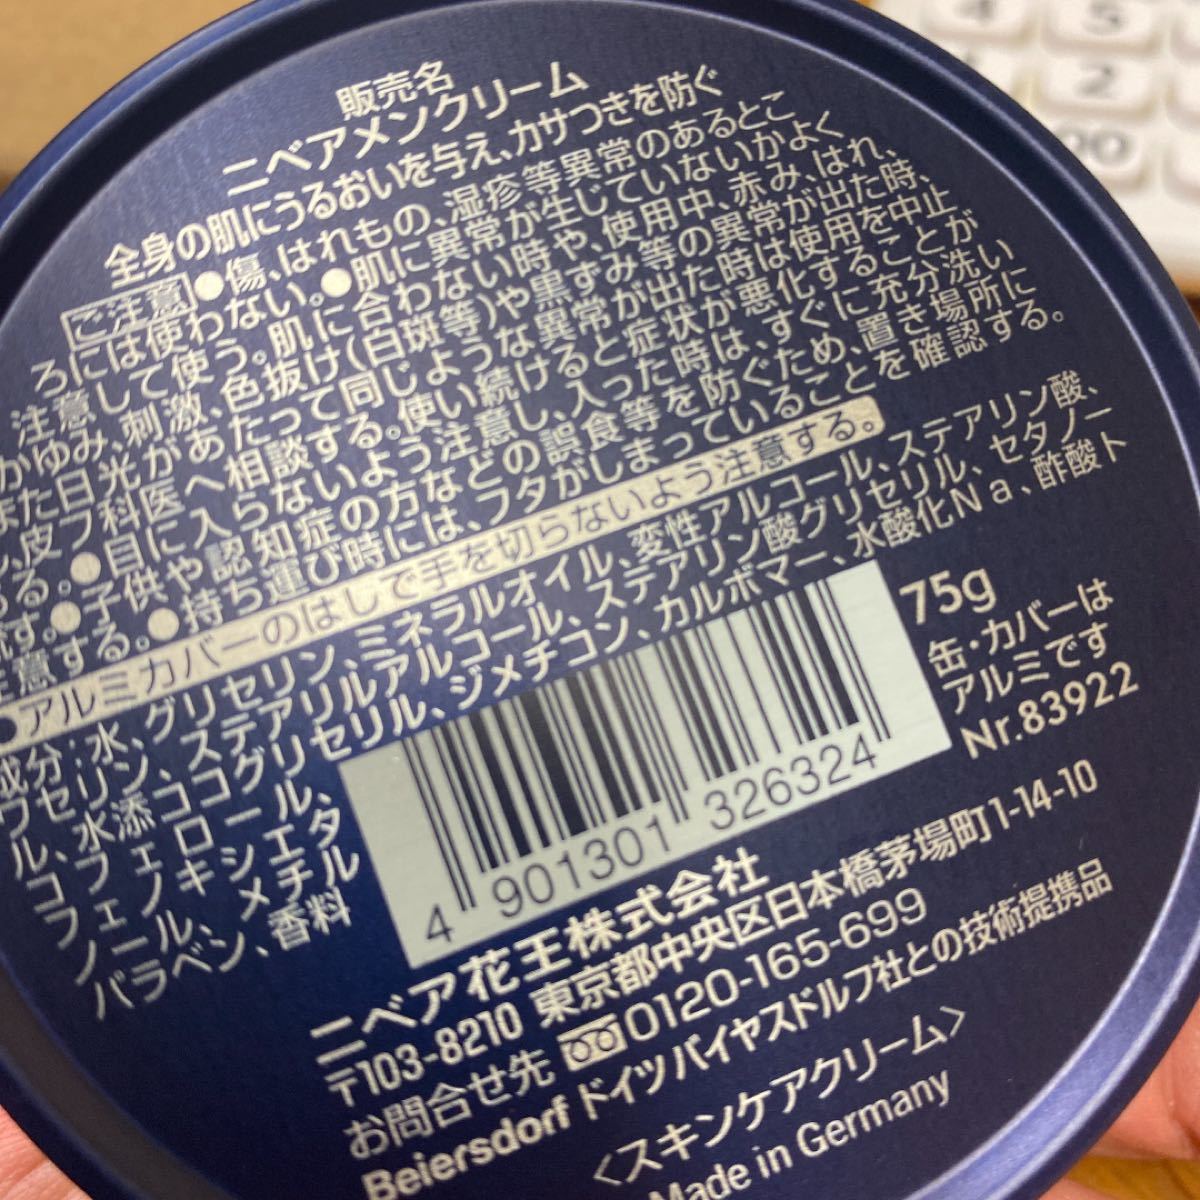 販売名
ニベアメンクリーム
全身の肌にうるおいを与え、カサつきを防ぐ
ご注意 ●傷、はれもの、湿疹等異常のあるとこ
ろには使わない。●肌に異常が生じていないかよく
注意して使う。肌に合わない時や、使用中、赤み、はれ、
かゆみ、刺激、色抜け(白斑等)や黒ずみ等の異常が出た時、
また日光があたって同じような異常が出た時は使用を中止
し、皮フ科医へ相談する。使い続けると症状が悪化することが
ある。●目に入らないよう注意し、入った時は、すぐに充分洗い
流す。●子供や認知症の方などの誤食等を防ぐため、置き場所に
注意する。●持ち運び時には、フタがしまっていることを確認する。
●アルミカバーのはしで手を切らないよう注意する。
成分:水、グリセリン、ミネラルオイル、変性アルコール、ステアリン酸、
ワセリン、ステアリルアルコール、ステアリン酸グリセリル、セタノー
ル、水添ココグリセリル、ジメチコン、カルボマー、水酸化Na、酢酸ト
コフェロール、
フェノキシエタ
ノール、メチル
パラベン、香料
4 901301 326324
75g
缶・カバーは
アルミです
Nr.83922
ニベア花王株式会社
〒103-8210 東京都中央区日本橋茅場町1-14-10
お問合せ先 0120-165-699
Beiersdorf ドイツバイヤスドルフ社との技術提携品
<スキンケアクリーム>
Made in Germany
4
5
2
00